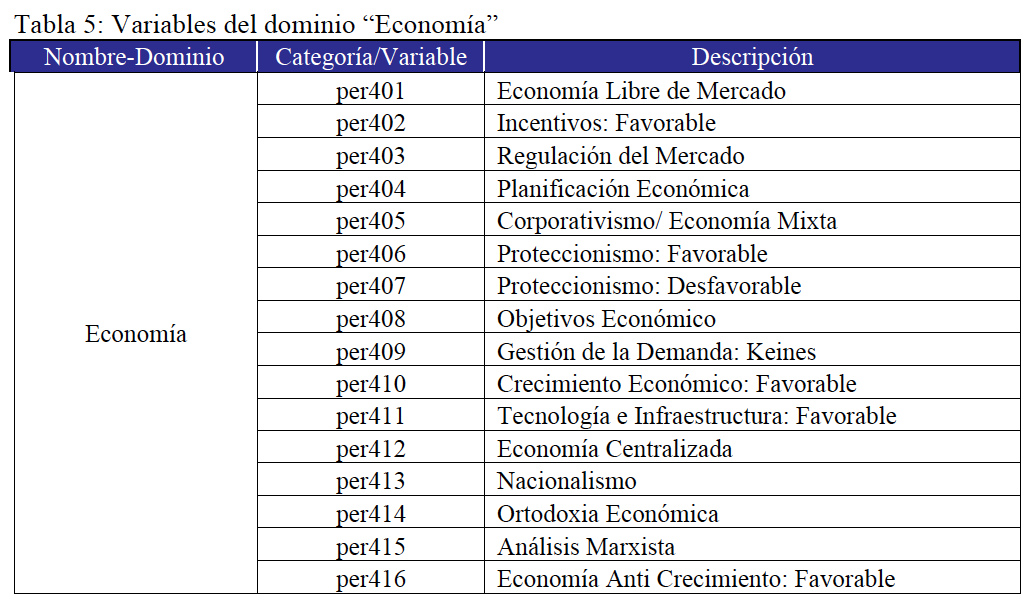 Tabla 5: Variables del dominio “Economía”
Nombre-Dominio Categoría/Variable Descripción
per401 Economía Libre de Mercado
per402 Incentivos: Favorable
per403 Regulación del Mercado
per404 Planificación Económica
per405 Corporativismo/ Economía Mixta
per406 Proteccionismo: Favorable
per407 Proteccionismo: Desfavorable
per408 Objetivos Económico
Economía per409 Gestión de la Demanda: Keines
per410 Crecimiento Económico: Favorable
per411 Tecnología e Infraestructura: Favorable
per412 Economía Centralizada
per413 Nacionalismo
per414 Ortodoxia Económica
per415 Análisis Marxista
per416 Economía Anti Crecimiento: Favorable